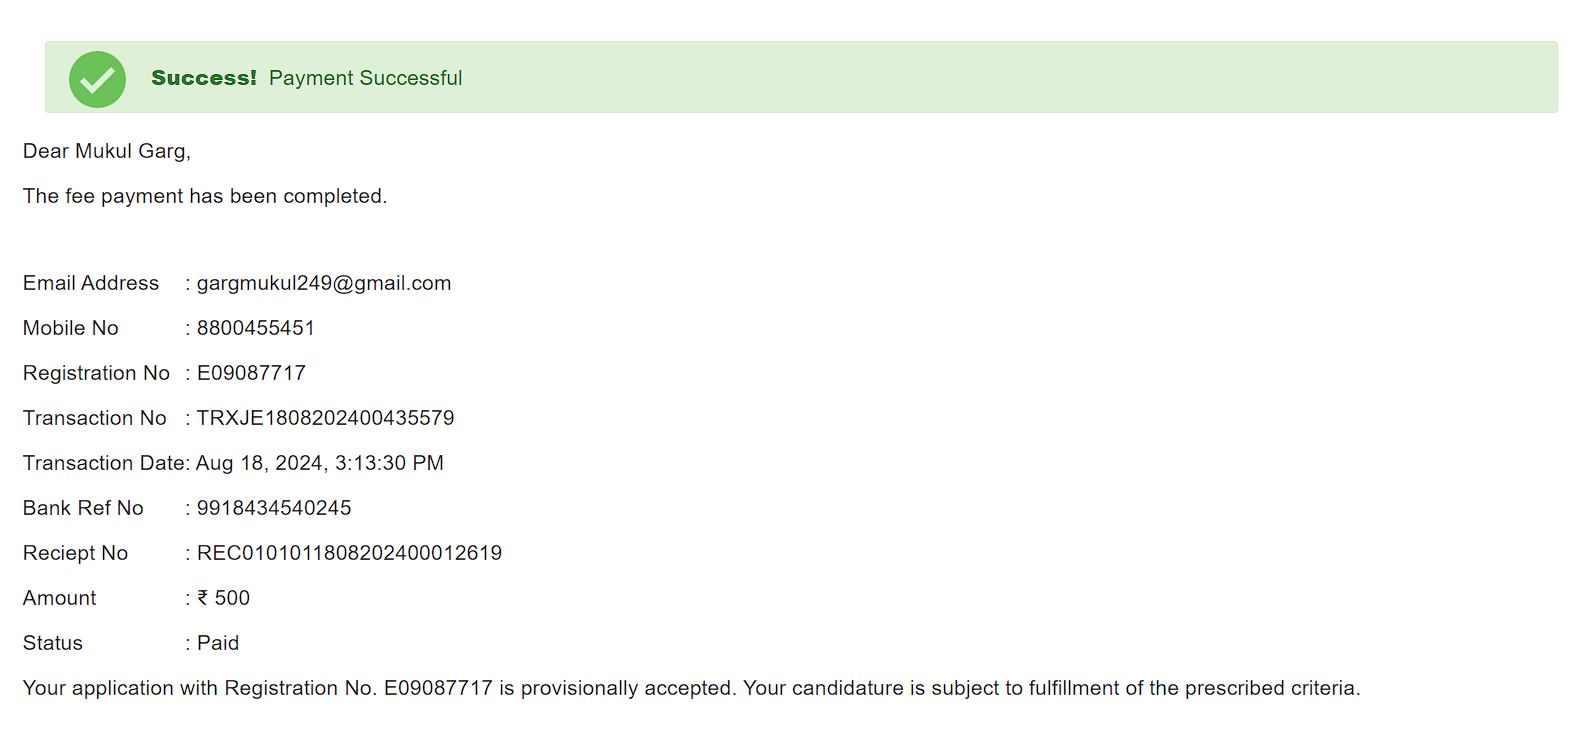 Success! Payment Successful
Dear Mukul Garg,
The fee payment has been completed.
Email Address : gargmukul249@gmail.com
Mobile No : 8800455451
Registration No : E09087717
Transaction No : TRXJE1808202400435579
Transaction Date: Aug 18, 2024, 3:13:30 PM
Bank Ref No : 9918434540245
Reciept No : REC0101011808202400012619
Amount : ₹ 500
Status : Paid
Your application with Registration No. E09087717 is provisionally accepted. Your candidature is subject to fulfillment of the prescribed criteria.